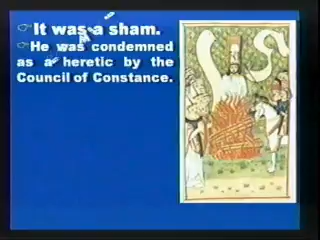 It was a sham.
He was condemned
as a heretic by the
Council of Constance.